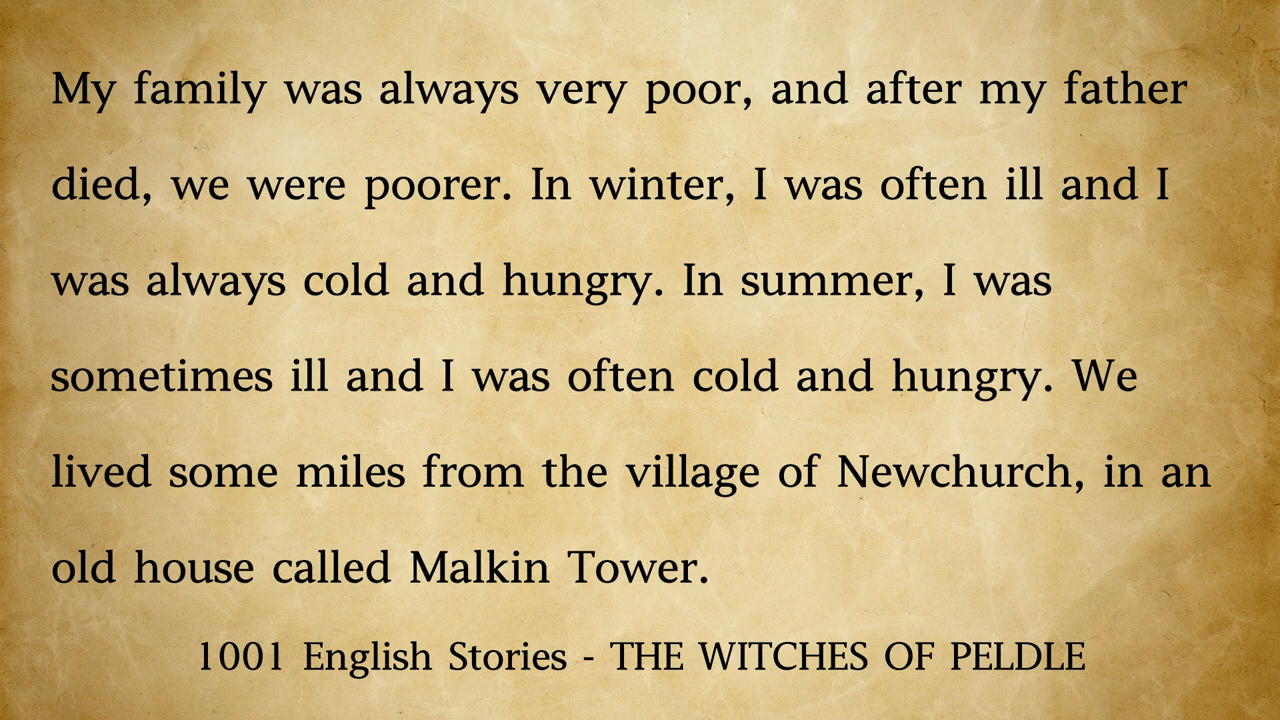 My family was always very poor, and after my father
died, we were poorer. In winter, I was often ill and I
was always cold and hungry. In summer, I was
sometimes ill and I was often cold and hungry. We
lived some miles from the village of Newchurch, in an
old house called Malkin Tower.
1001 English Stories - THE WITCHES OF PELDLE